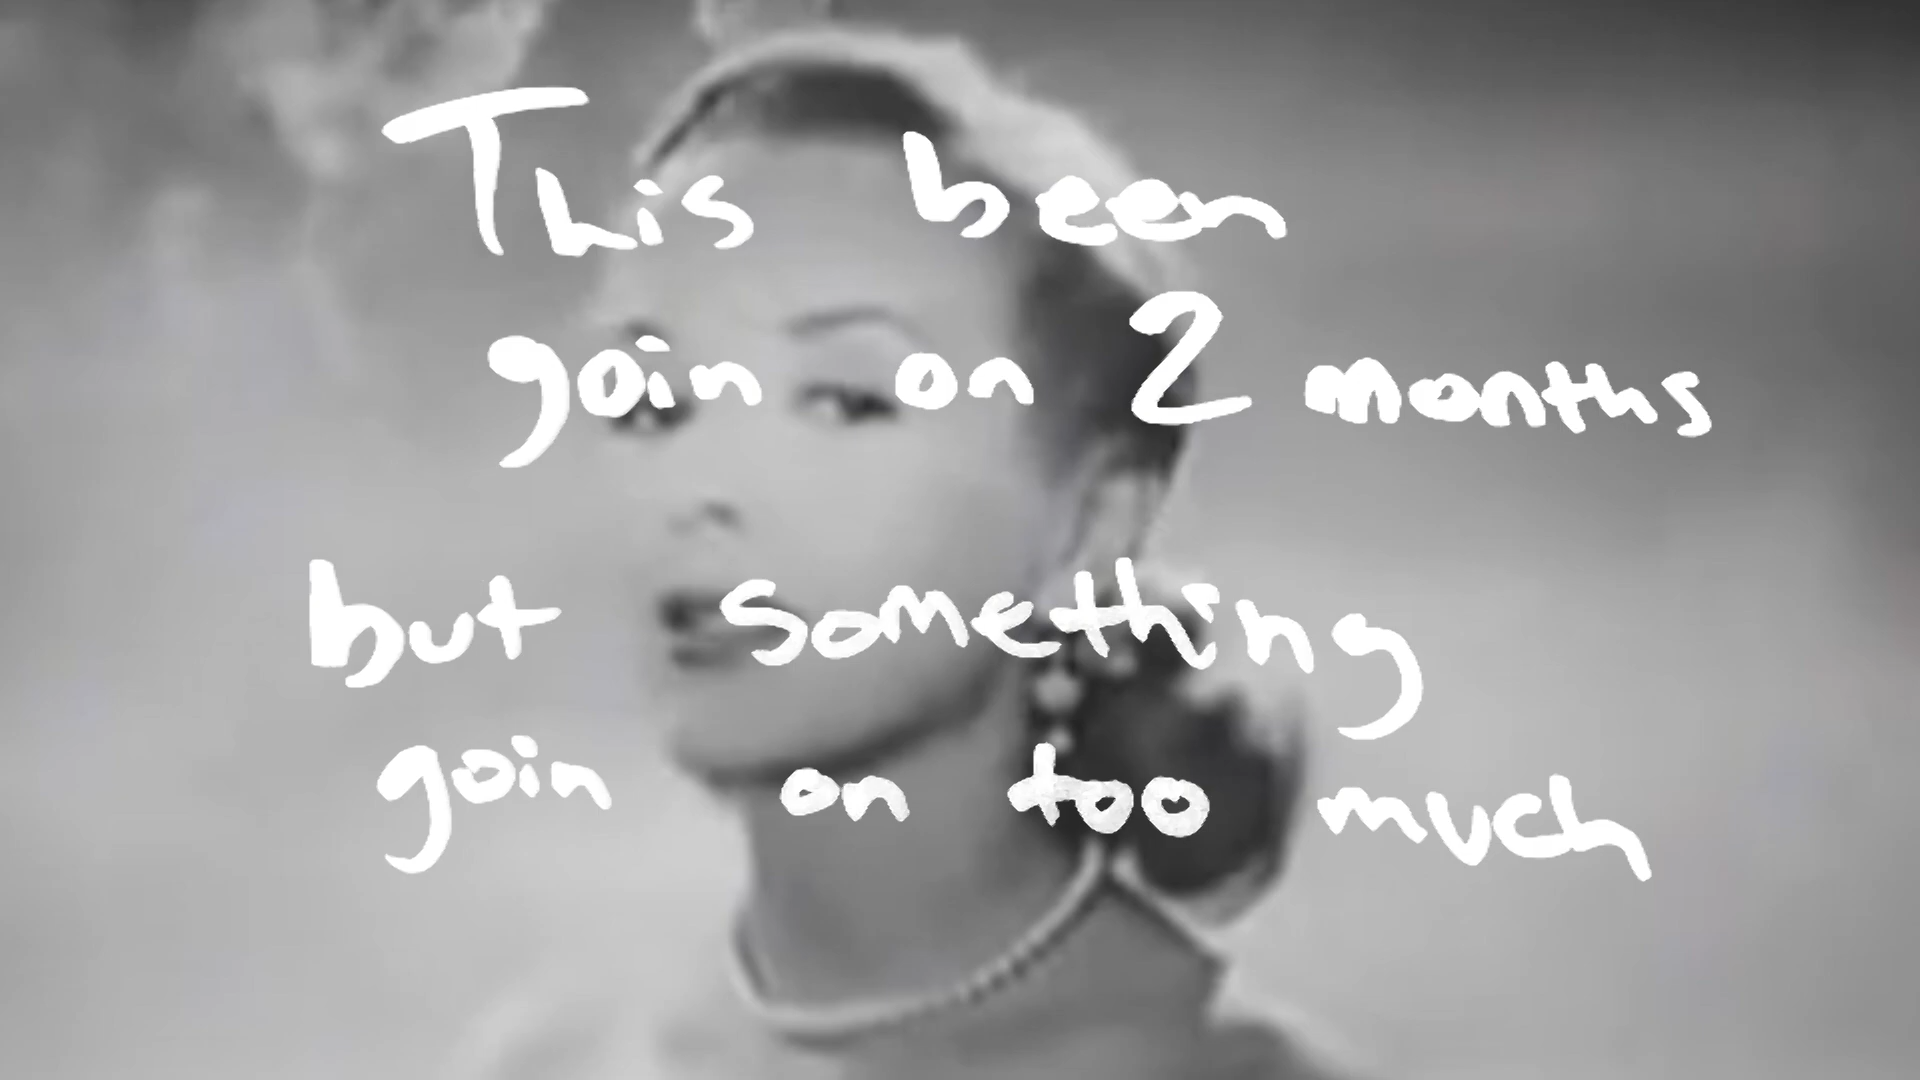 This been
goin on 2 months
but something
goin on too much